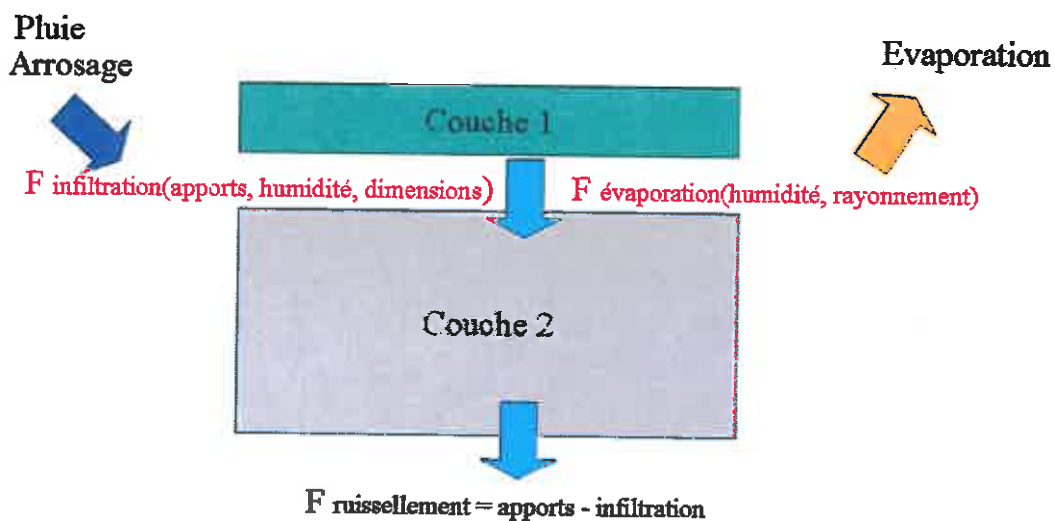 Pluie
Arrosage
Evaporation
Couche 1
F infiltration(apports, humidité, dimensions)
F évaporation(humidité, rayonnement)
Couche 2
F ruissellement = apports - infiltration